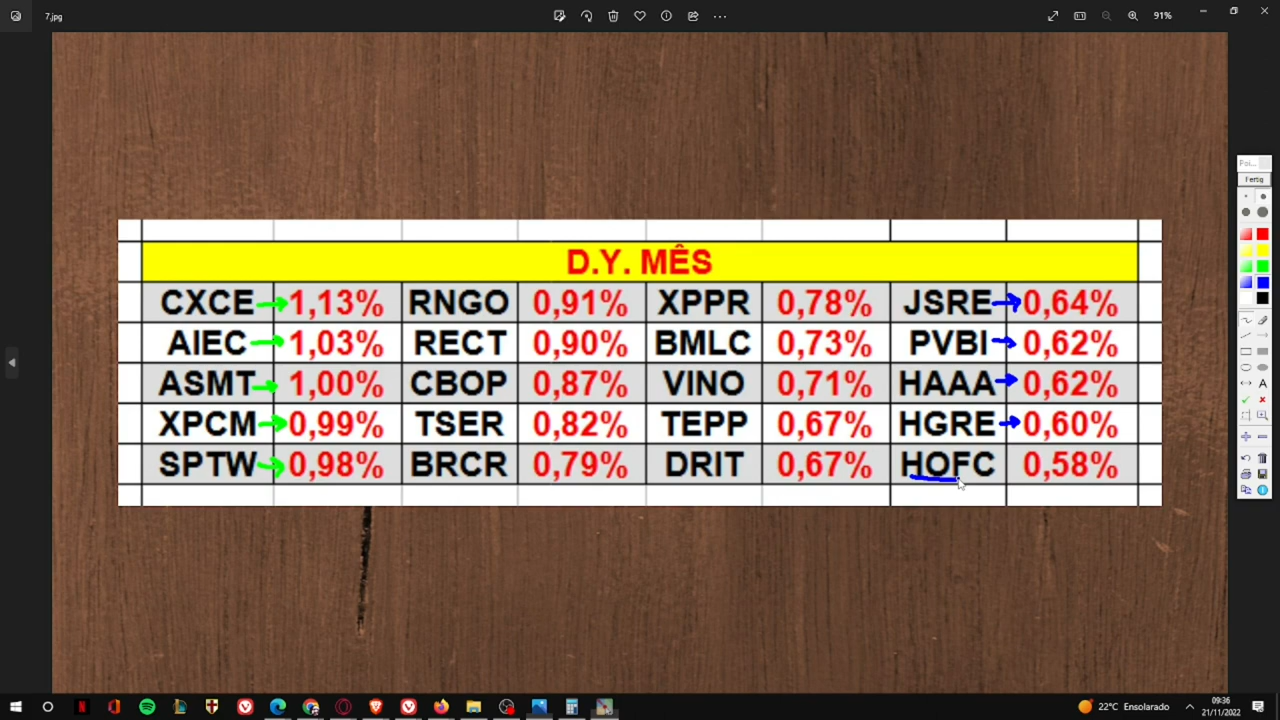 7.jpg
91%
Poi...
Fertig
D.Y. MÊS
CXCE 1,13% RNGO 0,91% XPPR 0,78% JSRE 0,64%
AIEC 1,03% RECT 0,90% BMLC 0,73% PVBI 0,62%
ASMT 1,00% CBOP 0,87% VINO 0,71% HAAA 0,62%
XPCM 0,99% TSER 0,82% TEPP 0,67% HGRE 0,60%
SPTW 0,98% BRCR 0,79% DRIT 0,67% HOFC 0,58%
22°C Ensolarado
09:36
21/11/2022